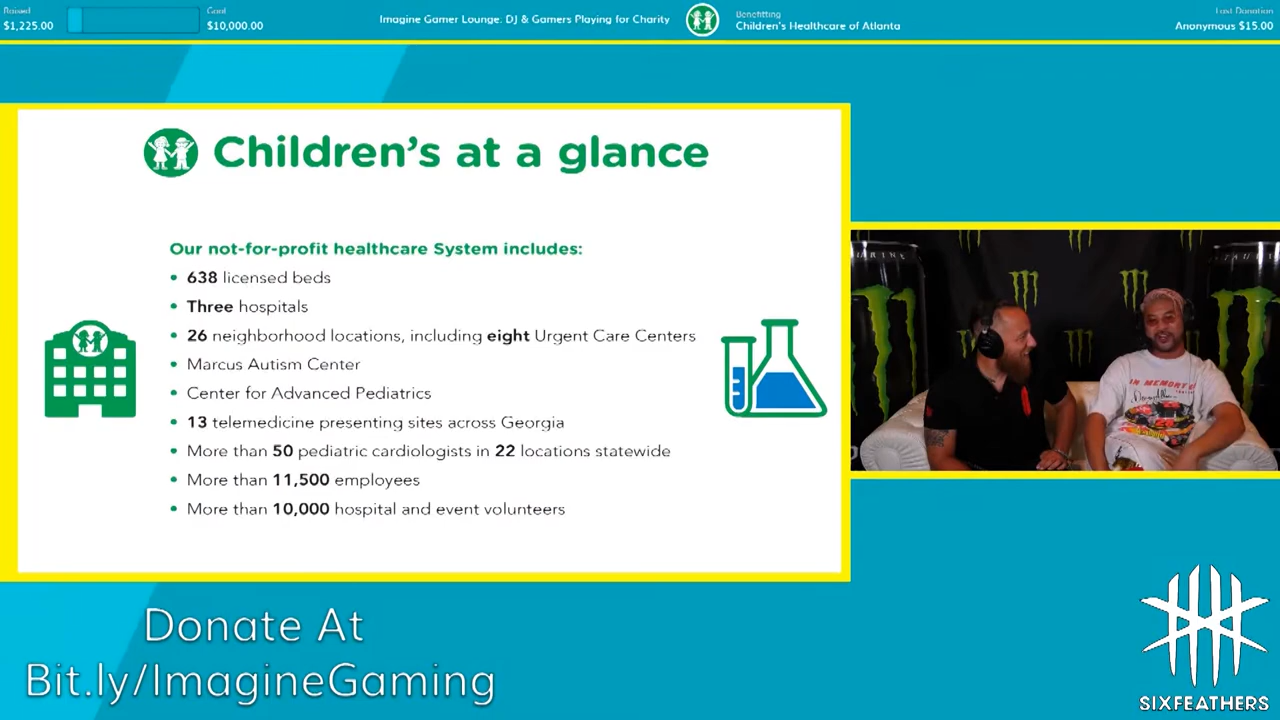 Raised
$1,225.00
Goal
$10,000.00
Imagine Gamer Lounge: DJ & Gamers Playing for Charity
Benefitting
Children's Healthcare of Atlanta
Last Donation
Anonymous $15.00
Children's at a glance
Our not-for-profit healthcare System includes:
• 638 licensed beds
• Three hospitals
• 26 neighborhood locations, including eight Urgent Care Centers
• Marcus Autism Center
• Center for Advanced Pediatrics
• 13 telemedicine presenting sites across Georgia
• More than 50 pediatric cardiologists in 22 locations statewide
• More than 11,500 employees
• More than 10,000 hospital and event volunteers
IN MEMORY
Donate At
Bit.ly/ImagineGaming
SIXFEATHERS